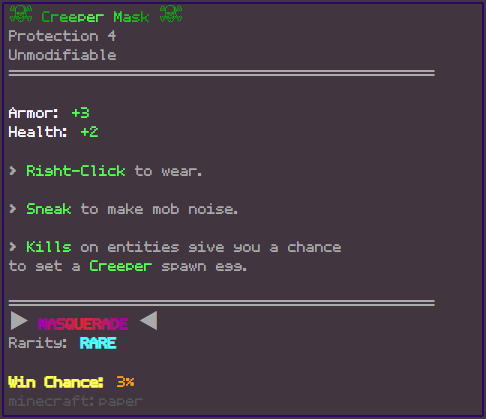 ☠ Creeper Mask ☠
Protection 4
Unmodifiable
Armor: +3
Health: +2
> Right-Click to wear.
> Sneak to make mob noise.
> Kills on entities give you a chance
to get a Creeper spawn egg.
▶ MASQUERADE ◀
Rarity: RARE
Win Chance: 3%
minecraft:paper